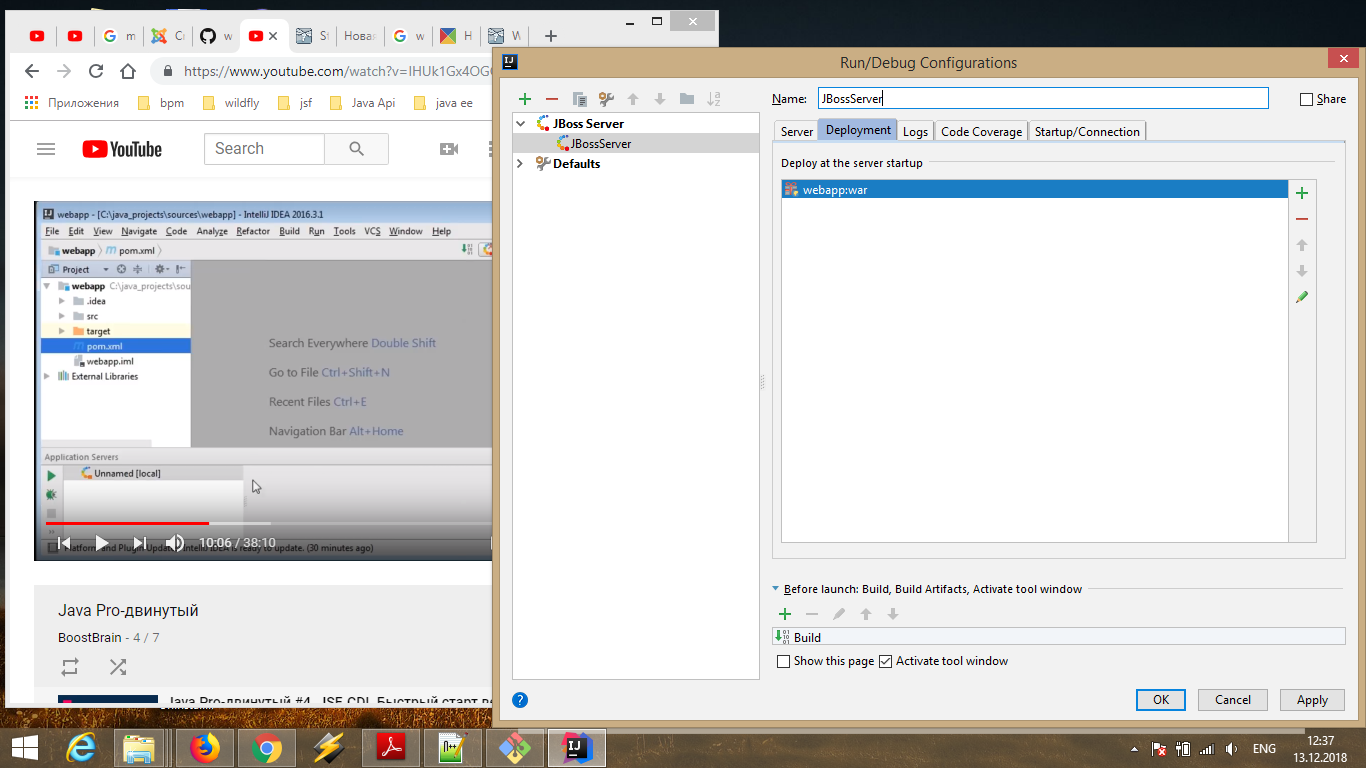 m
Cr
w
St
Новая
w
H
W
https://www.youtube.com/watch?v=IHUk1Gx4OG
Приложения bpm wildfly jsf Java Api java ee
YouTube
Search
webapp - [C:\java_projects\sources\webapp] - IntelliJ IDEA 2016.3.1
File Edit View Navigate Code Analyze Refactor Build Run Tools VCS Window Help
webapp pom.xml
Project
webapp C:\java_projects\sou
.idea
src
target
pom.xml
webapp.iml
External Libraries
Search Everywhere Double Shift
Go to File Ctrl+Shift+N
Recent Files Ctrl+E
Navigation Bar Alt+Home
Application Servers
Unnamed [local]
10:06 / 38:10
Platform and Plugin Updates: IntelliJ IDEA is ready to update. (30 minutes ago)
Java Pro-двинутый
BoostBrain - 4 / 7
Java Pro-двинутый #4. JSF CDI. Быстрый старт ве
Run/Debug Configurations
JBoss Server
JBossServer
Defaults
Name: JBossServer Share
Server Deployment Logs Code Coverage Startup/Connection
Deploy at the server startup
webapp:war
Before launch: Build, Build Artifacts, Activate tool window
Build
Show this page Activate tool window
OK Cancel Apply
ENG
12:37
13.12.2018